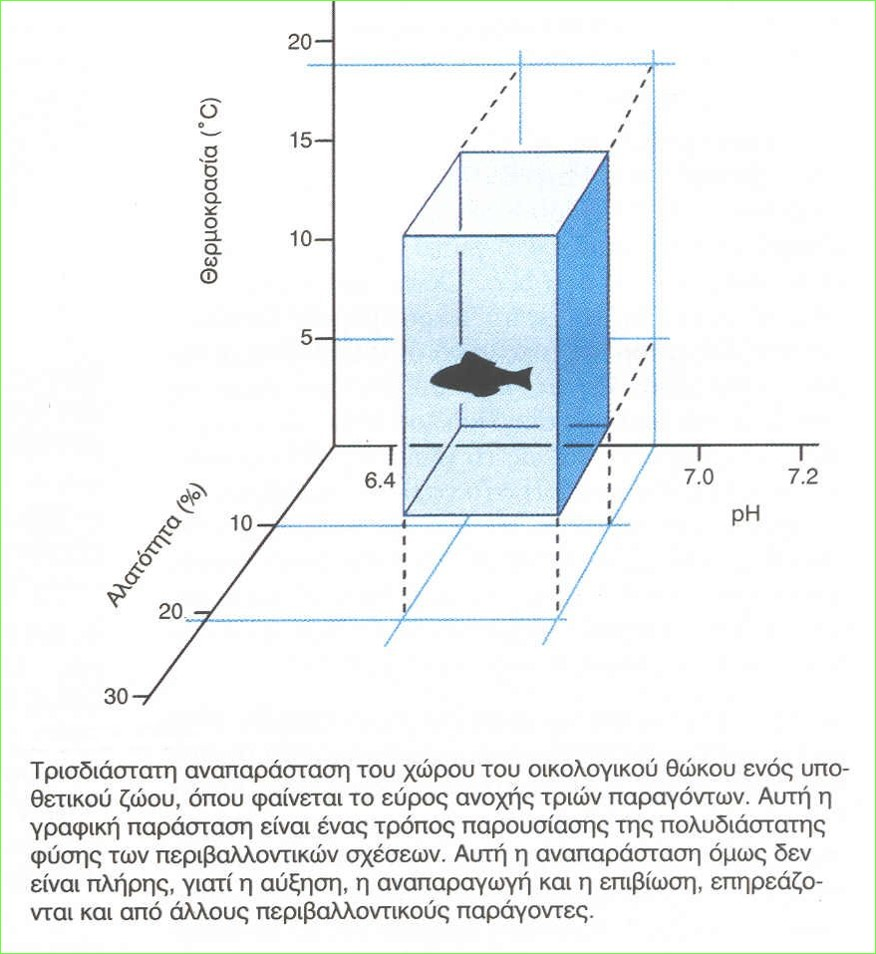 20
Θερμοκρασία (˚C)
15
10
5
6.4
7.0
7.2
pH
Αλατότητα (%)
10
20
30
Τρισδιάστατη αναπαράσταση του χώρου του οικολογικού θώκου ενός υπο-
θετικού ζώου, όπου φαίνεται το εύρος ανοχής τριών παραγόντων. Αυτή η
γραφική παράσταση είναι ένας τρόπος παρουσίασης της πολυδιάστατης
φύσης των περιβαλλοντικών σχέσεων. Αυτή η αναπαράσταση όμως δεν
είναι πλήρης, γιατί η αύξηση, η αναπαραγωγή και η επιβίωση, επηρεάζο-
νται και από άλλους περιβαλλοντικούς παράγοντες.